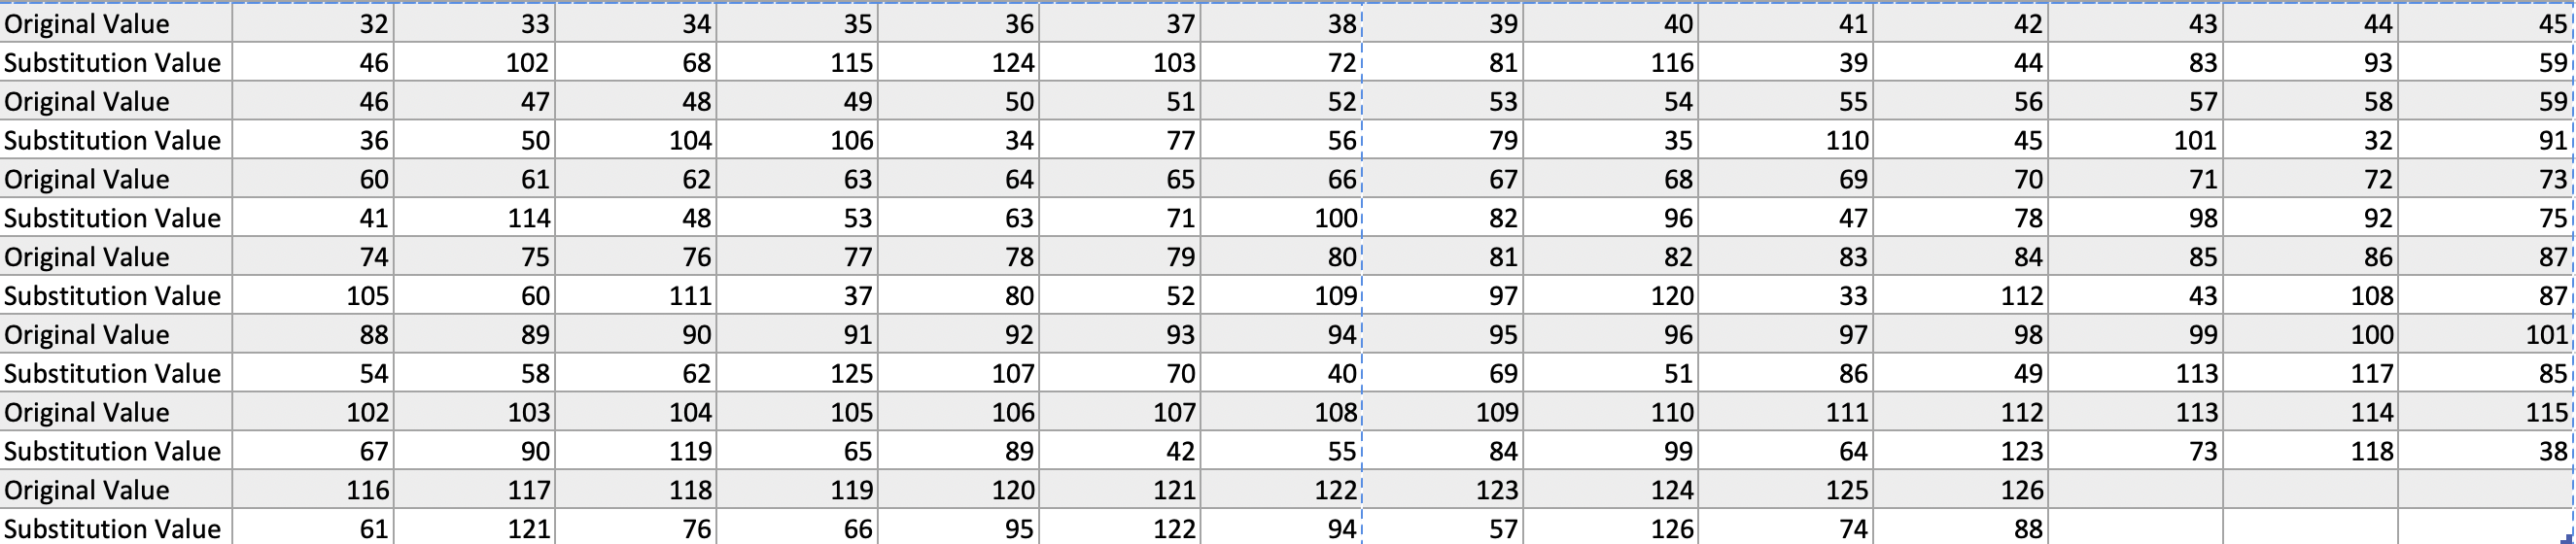 Original Value 32 33 34 35 36 37 38 39 40 41 42 43 44 45
Substitution Value 46 102 68 115 124 103 72 81 116 39 44 83 93 59
Original Value 46 47 48 49 50 51 52 53 54 55 56 57 58 59
Substitution Value 36 50 104 106 34 77 56 79 35 110 45 101 32 91
Original Value 60 61 62 63 64 65 66 67 68 69 70 71 72 73
Substitution Value 41 114 48 53 63 71 100 82 96 47 78 98 92 75
Original Value 74 75 76 77 78 79 80 81 82 83 84 85 86 87
Substitution Value 105 60 111 37 80 52 109 97 120 33 112 43 108 87
Original Value 88 89 90 91 92 93 94 95 96 97 98 99 100 101
Substitution Value 54 58 62 125 107 70 40 69 51 86 49 113 117 85
Original Value 102 103 104 105 106 107 108 109 110 111 112 113 114 115
Substitution Value 67 90 119 65 89 42 55 84 99 64 123 73 118 38
Original Value 116 117 118 119 120 121 122 123 124 125 126
Substitution Value 61 121 76 66 95 122 94 57 126 74 88